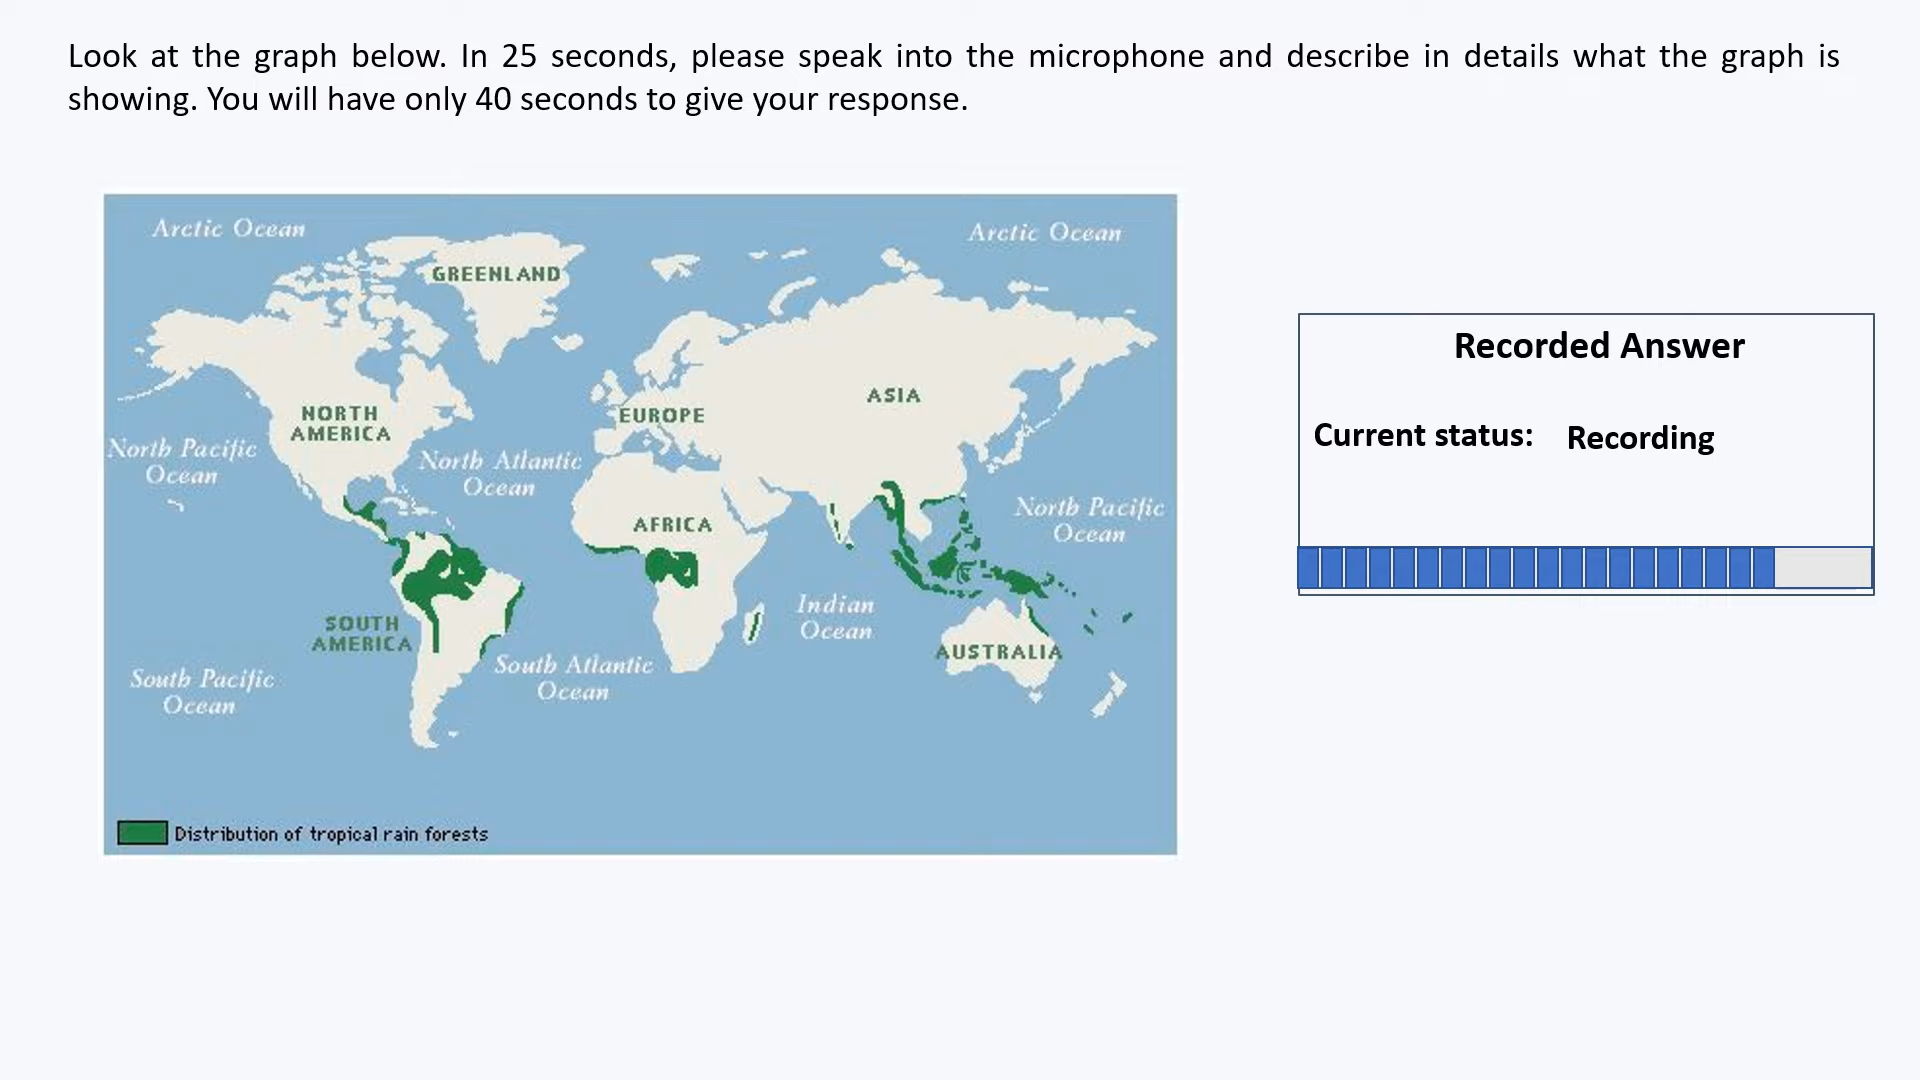 Look at the graph below. In 25 seconds, please speak into the microphone and describe in details what the graph is
showing. You will have only 40 seconds to give your response.
Arctic Ocean
Arctic Ocean
GREENLAND
NORTH
AMERICA
EUROPE
ASIA
North Pacific
Ocean
North Atlantic
Ocean
AFRICA
North Pacific
Ocean
Indian
Ocean
SOUTH
AMERICA
AUSTRALIA
South Atlantic
Ocean
South Pacific
Ocean
Distribution of tropical rain forests
Recorded Answer
Current status: Recording